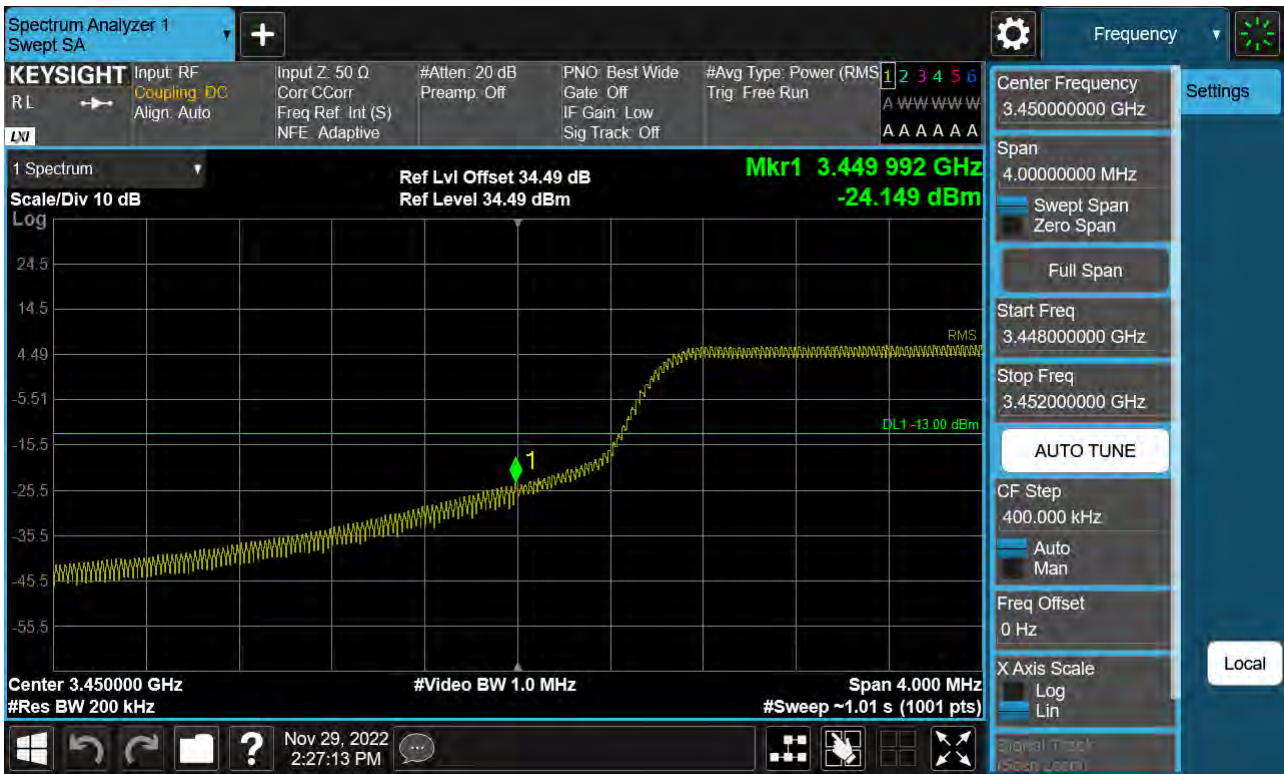 Spectrum Analyzer 1
Swept SA
Frequency
KEYSIGHT
R L
LXI
Input: RF
Coupling: DC
Align: Auto
Input Z: 50 Ω
Corr CCorr
Freq Ref: Int (S)
NFE: Adaptive
#Atten: 20 dB
Preamp: Off
PNO: Best Wide
Gate: Off
IF Gain: Low
Sig Track: Off
#Avg Type: Power (RMS
Trig: Free Run
1 2 3 4 5 6
A W W W W W
A A A A A A
Center Frequency
3.450000000 GHz
Settings
Span
4.00000000 MHz
Swept Span
Zero Span
Full Span
Start Freq
3.448000000 GHz
Stop Freq
3.452000000 GHz
AUTO TUNE
CF Step
400.000 kHz
Auto
Man
Freq Offset
0 Hz
X Axis Scale
Log
Lin
Signal Track
(Span Zoom)
Local
1 Spectrum
Scale/Div 10 dB
Ref Lvl Offset 34.49 dB
Ref Level 34.49 dBm
Mkr1 3.449 992 GHz
-24.149 dBm
Log
24.5
14.5
4.49
-5.51
-15.5
-25.5
-35.5
-45.5
-55.5
RMS
DL1 -13.00 dBm
1
Center 3.450000 GHz
#Res BW 200 kHz
#Video BW 1.0 MHz
Span 4.000 MHz
#Sweep ~1.01 s (1001 pts)
Nov 29, 2022
2:27:13 PM